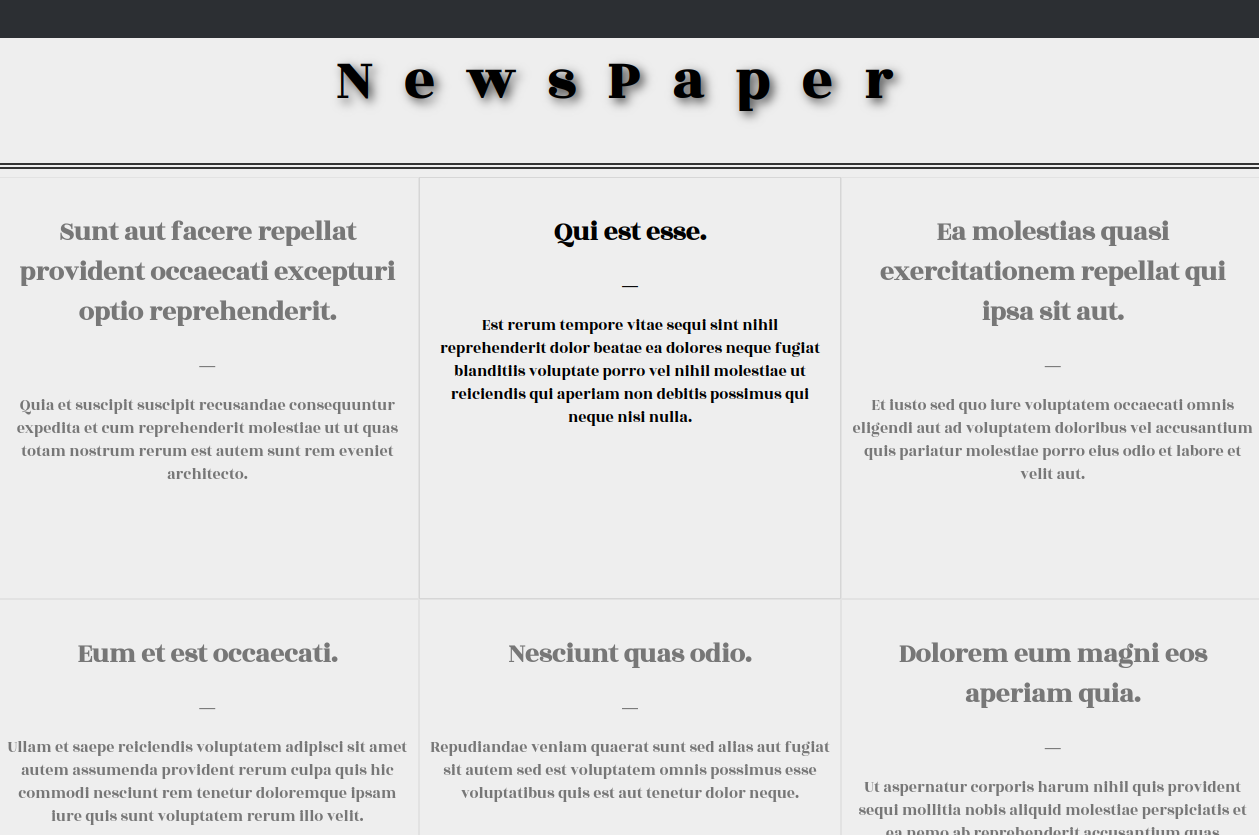 NewsPaper
Sunt aut facere repellat
provident occaecati excepturi
optio reprehenderit.
—
Quia et suscipit suscipit recusandae consequuntur
expedita et cum reprehenderit molestiae ut ut quas
totam nostrum rerum est autem sunt rem eveniet
architecto.
Qui est esse.
—
Est rerum tempore vitae sequi sint nihil
reprehenderit dolor beatae ea dolores neque fugiat
blanditiis voluptate porro vel nihil molestiae ut
reiciendis qui aperiam non debitis possimus qui
neque nisi nulla.
Ea molestias quasi
exercitationem repellat qui
ipsa sit aut.
—
Et iusto sed quo iure voluptatem occaecati omnis
eligendi aut ad voluptatem doloribus vel accusantium
quis pariatur molestiae porro eius odio et labore et
velit aut.
Eum et est occaecati.
—
Ullam et saepe reiciendis voluptatem adipisci sit amet
autem assumenda provident rerum culpa quis hic
commodi nesciunt rem tenetur doloremque ipsam
iure quis sunt voluptatem rerum illo velit.
Nesciunt quas odio.
—
Repudiandae veniam quaerat sunt sed alias aut fugiat
sit autem sed est voluptatem omnis possimus esse
voluptatibus quis est aut tenetur dolor neque.
Dolorem eum magni eos
aperiam quia.
—
Ut aspernatur corporis harum nihil quis provident
sequi mollitia nobis aliquid molestiae perspiciatis et
ea nemo ab reprehenderit accusantium quas